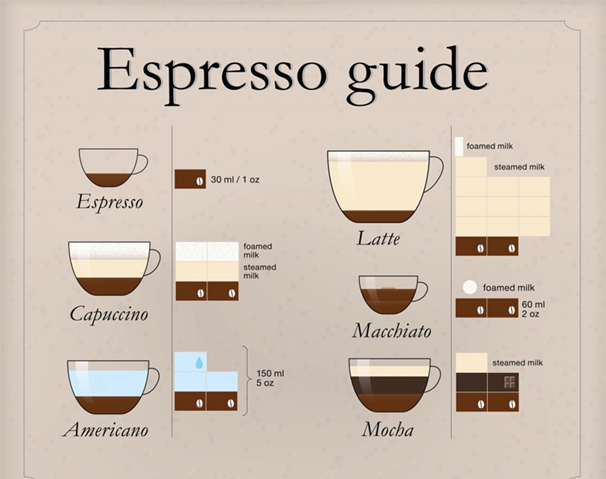 Espresso guide
Espresso
30 ml / 1 oz
Capuccino
foamed
milk
steamed
milk
Americano
150 ml
5 oz
Latte
foamed milk
steamed milk
Macchiato
foamed milk
60 ml
2 oz
Mocha
steamed milk